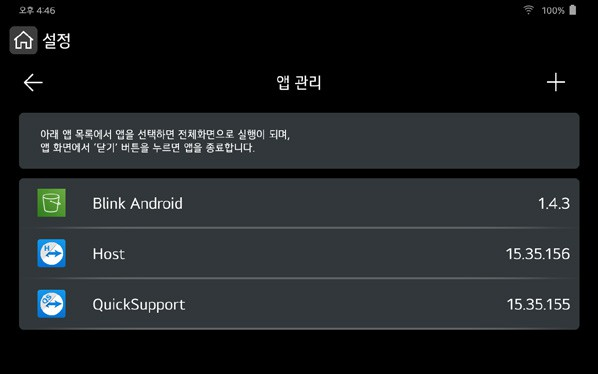 오후 4:46 100%
설정
앱 관리
아래 앱 목록에서 앱을 선택하면 전체화면으로 실행이 되며,
앱 화면에서 '닫기' 버튼을 누르면 앱을 종료합니다.
Blink Android 1.4.3
H
Host 15.35.156
QS
QuickSupport 15.35.155